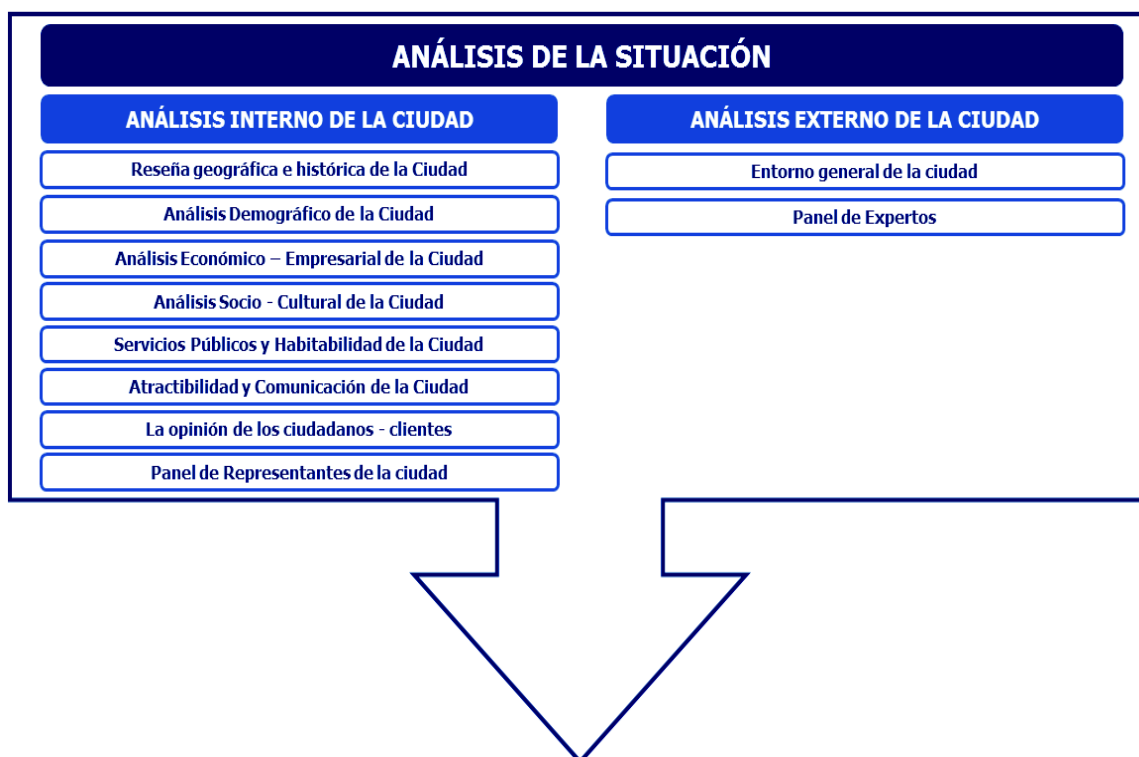 ANÁLISIS DE LA SITUACIÓN
ANÁLISIS INTERNO DE LA CIUDAD
Reseña geográfica e histórica de la Ciudad
Análisis Demográfico de la Ciudad
Análisis Económico – Empresarial de la Ciudad
Análisis Socio - Cultural de la Ciudad
Servicios Públicos y Habitabilidad de la Ciudad
Atractibilidad y Comunicación de la Ciudad
La opinión de los ciudadanos - clientes
Panel de Representantes de la ciudad
ANÁLISIS EXTERNO DE LA CIUDAD
Entorno general de la ciudad
Panel de Expertos